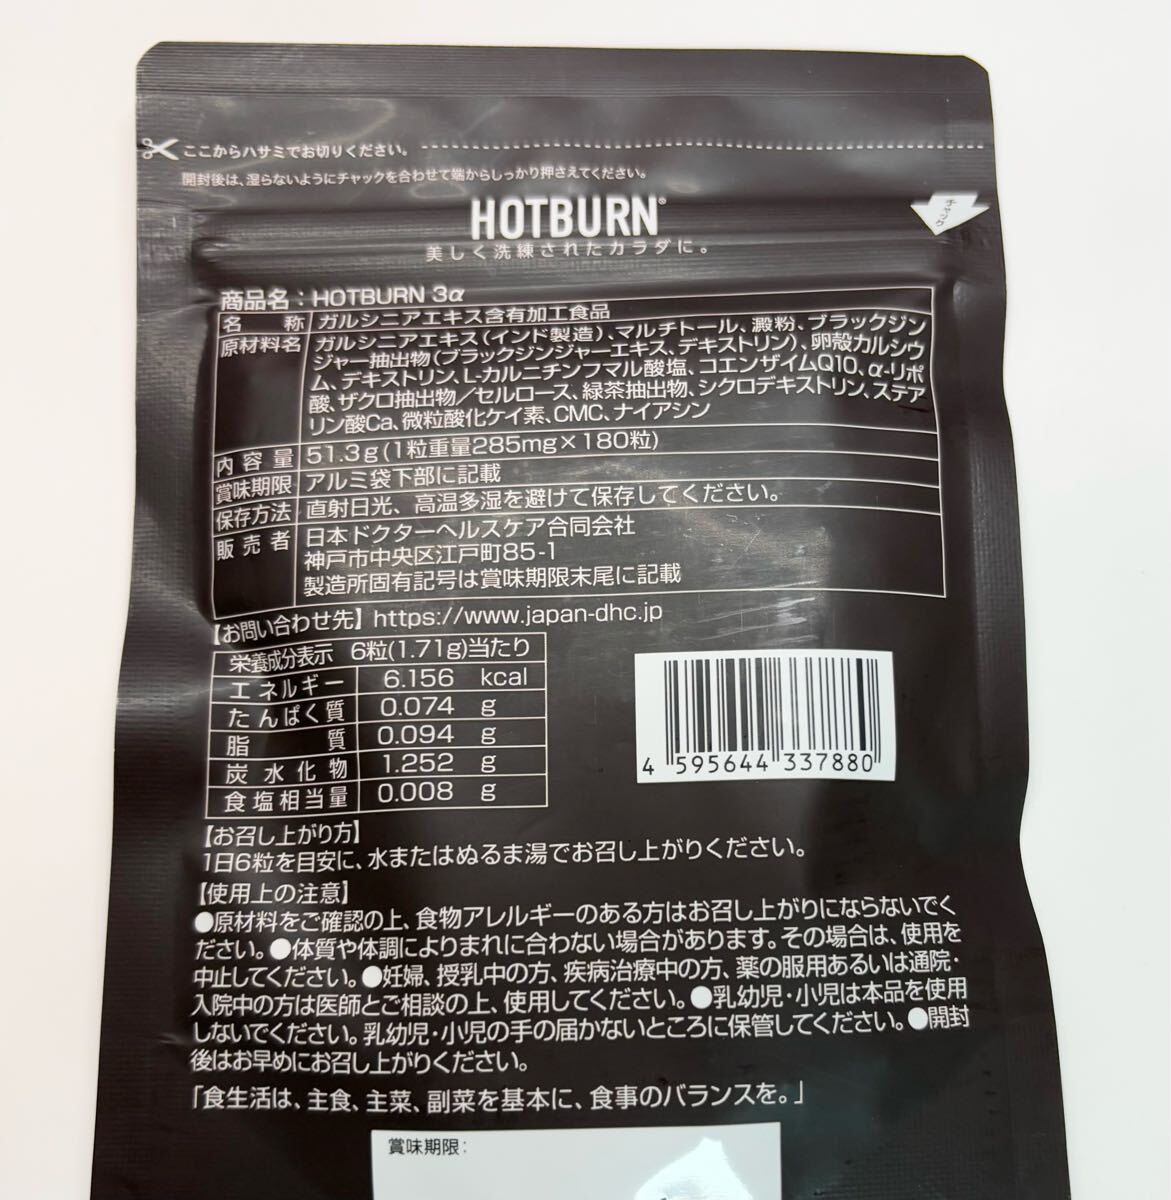 ここからハサミでお切りください。
開封後は、湿らないようにチャックを合わせて端からしっかり押さえてください。
チャック
HOTBURN®
美しく洗練されたカラダに。
商品名：HOTBURN 3α
名称 ガルシニアエキス含有加工食品
原材料名 ガルシニアエキス(インド製造)、マルチトール、澱粉、ブラックジン
ジャー抽出物(ブラックジンジャーエキス、デキストリン)、卵殻カルシウ
ム、デキストリン、L-カルニチンフマル酸塩、コエンザイムQ10、α-リポ
酸、ザクロ抽出物／セルロース、緑茶抽出物、シクロデキストリン、ステア
リン酸Ca、微粒酸化ケイ素、CMC、ナイアシン
内容量 51.3g(1粒重量285mg×180粒)
賞味期限 アルミ袋下部に記載
保存方法 直射日光、高温多湿を避けて保存してください。
販売者 日本ドクターヘルスケア合同会社
神戸市中央区江戸町85-1
製造所固有記号は賞味期限末尾に記載
【お問い合わせ先】https://www.japan-dhc.jp
栄養成分表示 6粒(1.71g)当たり
エネルギー 6.156 kcal
たんぱく質 0.074 g
脂質 0.094 g
炭水化物 1.252 g
食塩相当量 0.008 g
4 595644 337880
【お召し上がり方】
1日6粒を目安に、水またはぬるま湯でお召し上がりください。
【使用上の注意】
●原材料をご確認の上、食物アレルギーのある方はお召し上がりにならないでく
ださい。●体質や体調によりまれに合わない場合があります。その場合は、使用を
中止してください。●妊婦、授乳中の方、疾病治療中の方、薬の服用あるいは通院・
入院中の方は医師とご相談の上、使用してください。●乳幼児・小児は本品を使用
しないでください。乳幼児・小児の手の届かないところに保管してください。●開封
後はお早めにお召し上がりください。
「食生活は、主食、主菜、副菜を基本に、食事のバランスを。」
賞味期限：